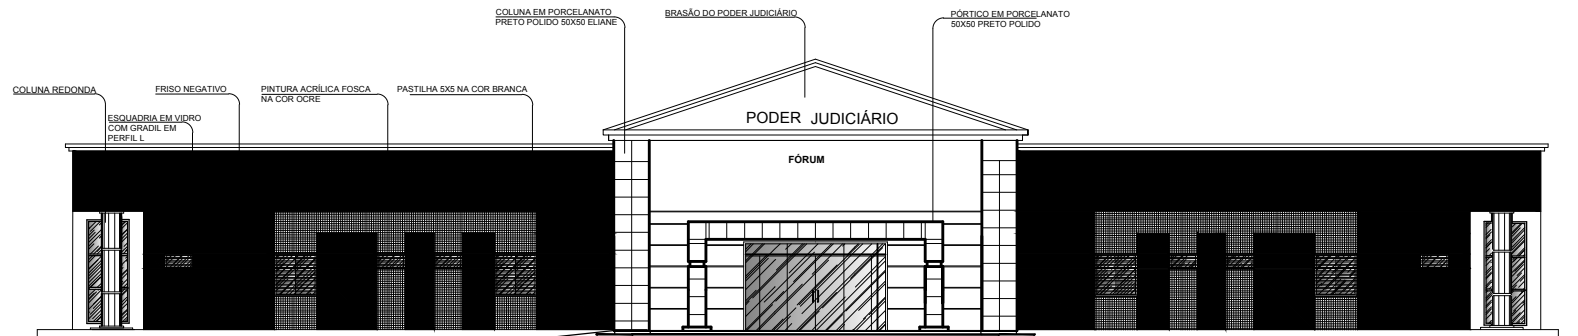 COLUNA EM PORCELANATO
PRETO POLIDO 50X50 ELIANE
BRASÃO DO PODER JUDICIÁRIO
PÓRTICO EM PORCELANATO
50X50 PRETO POLIDO
COLUNA REDONDA
FRISO NEGATIVO
PINTURA ACRÍLICA FOSCA
NA COR OCRE
PASTILHA 5X5 NA COR BRANCA
ESQUADRIA EM VIDRO
COM GRADIL EM
PERFIL L
PODER JUDICIÁRIO
FÓRUM